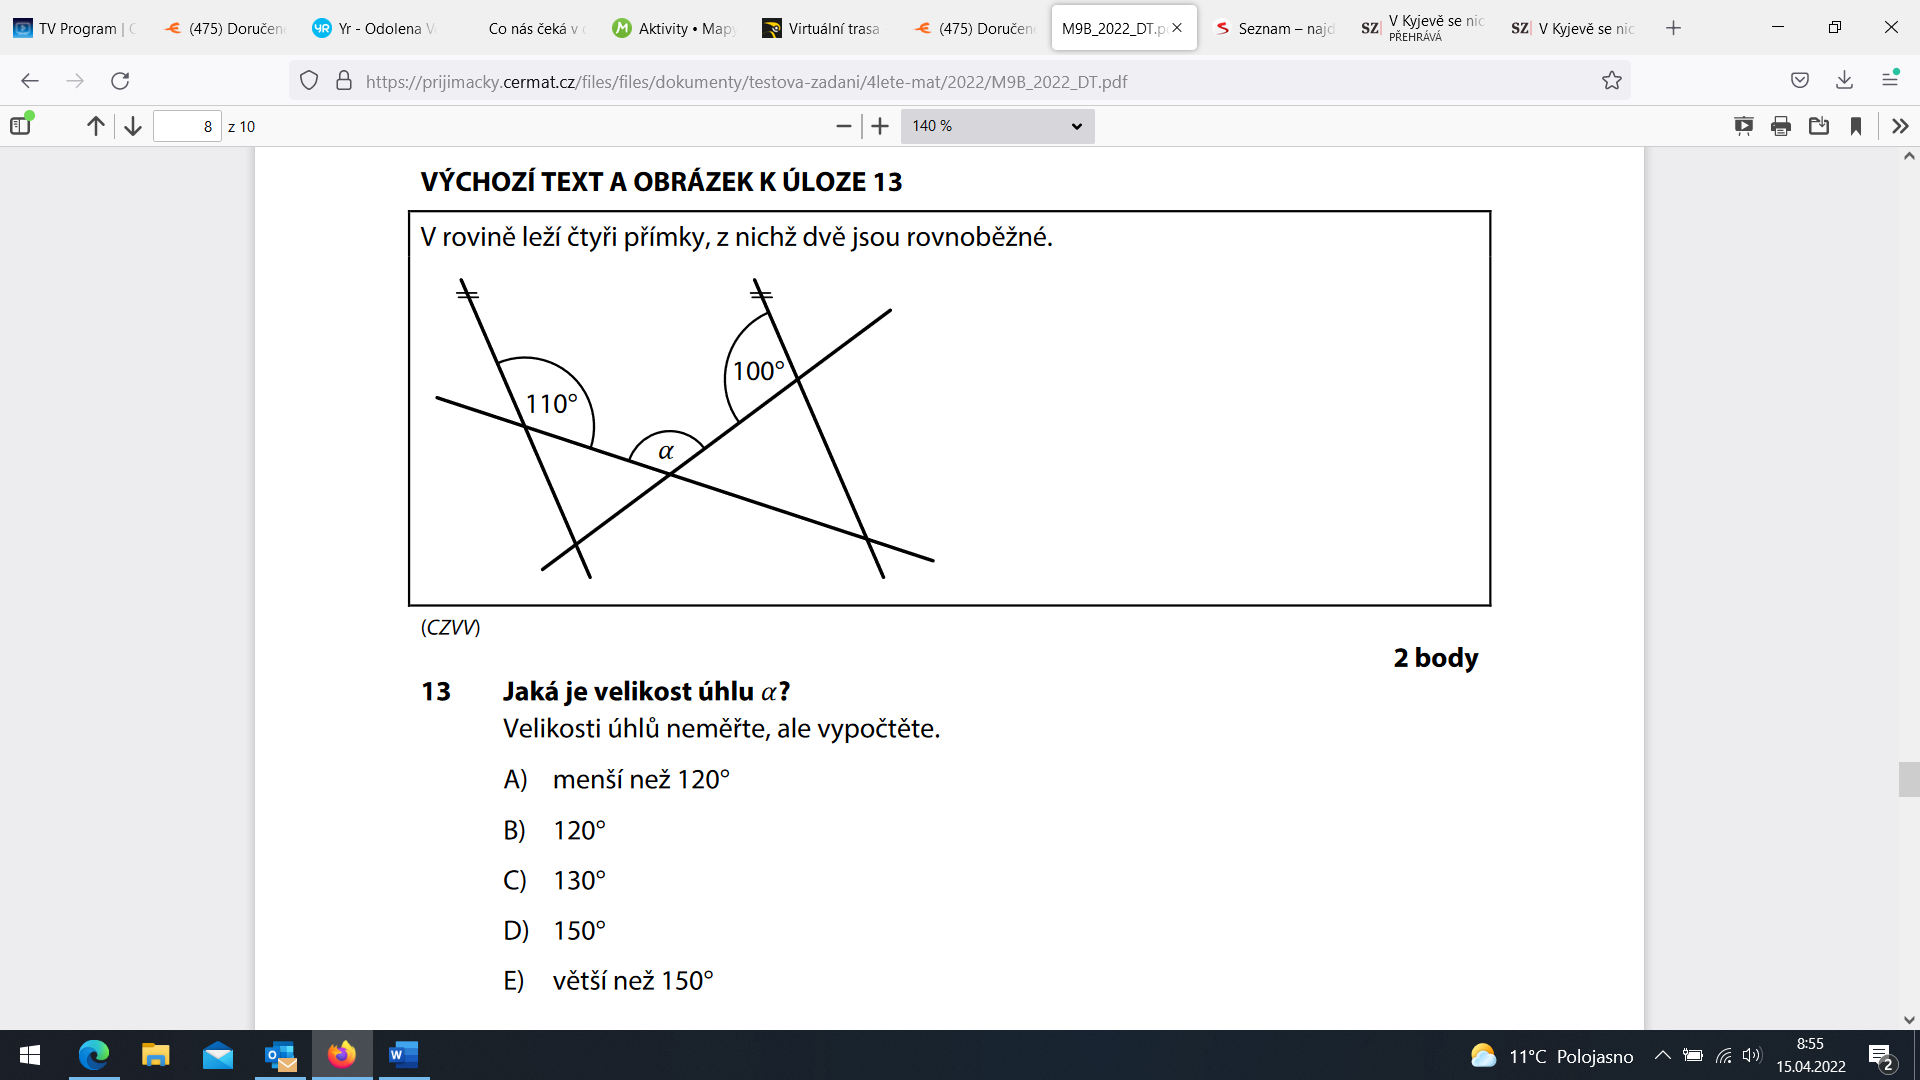 TV Program | Č
(475) Doručen
Yr - Odolena V
Co nás čeká v
Aktivity • Mapy
Virtuální trasa
(475) Doručen
M9B_2022_DT.p
Seznam – najd
V Kyjevě se nic
PŘEHRÁVÁ
V Kyjevě se nic
https://prijimacky.cermat.cz/files/files/dokumenty/testova-zadani/4lete-mat/2022/M9B_2022_DT.pdf
8 z 10
140 %
VÝCHOZÍ TEXT A OBRÁZEK K ÚLOZE 13
V rovině leží čtyři přímky, z nichž dvě jsou rovnoběžné.
100°
110°
α
(CZVV)
2 body
13 Jaká je velikost úhlu α?
Velikosti úhlů neměřte, ale vypočtěte.
A) menší než 120°
B) 120°
C) 130°
D) 150°
E) větší než 150°
11°C Polojasno
8:55
15.04.2022
2